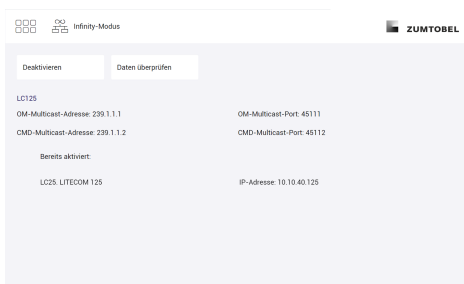 Infinity-Modus
ZUMTOBEL
Deaktivieren
Daten überprüfen
LC125
OM-Multicast-Adresse: 239.1.1.1
OM-Multicast-Port: 45111
CMD-Multicast-Adresse: 239.1.1.2
CMD-Multicast-Port: 45112
Bereits aktiviert:
LC25. LITECOM 125
IP-Adresse: 10.10.40.125